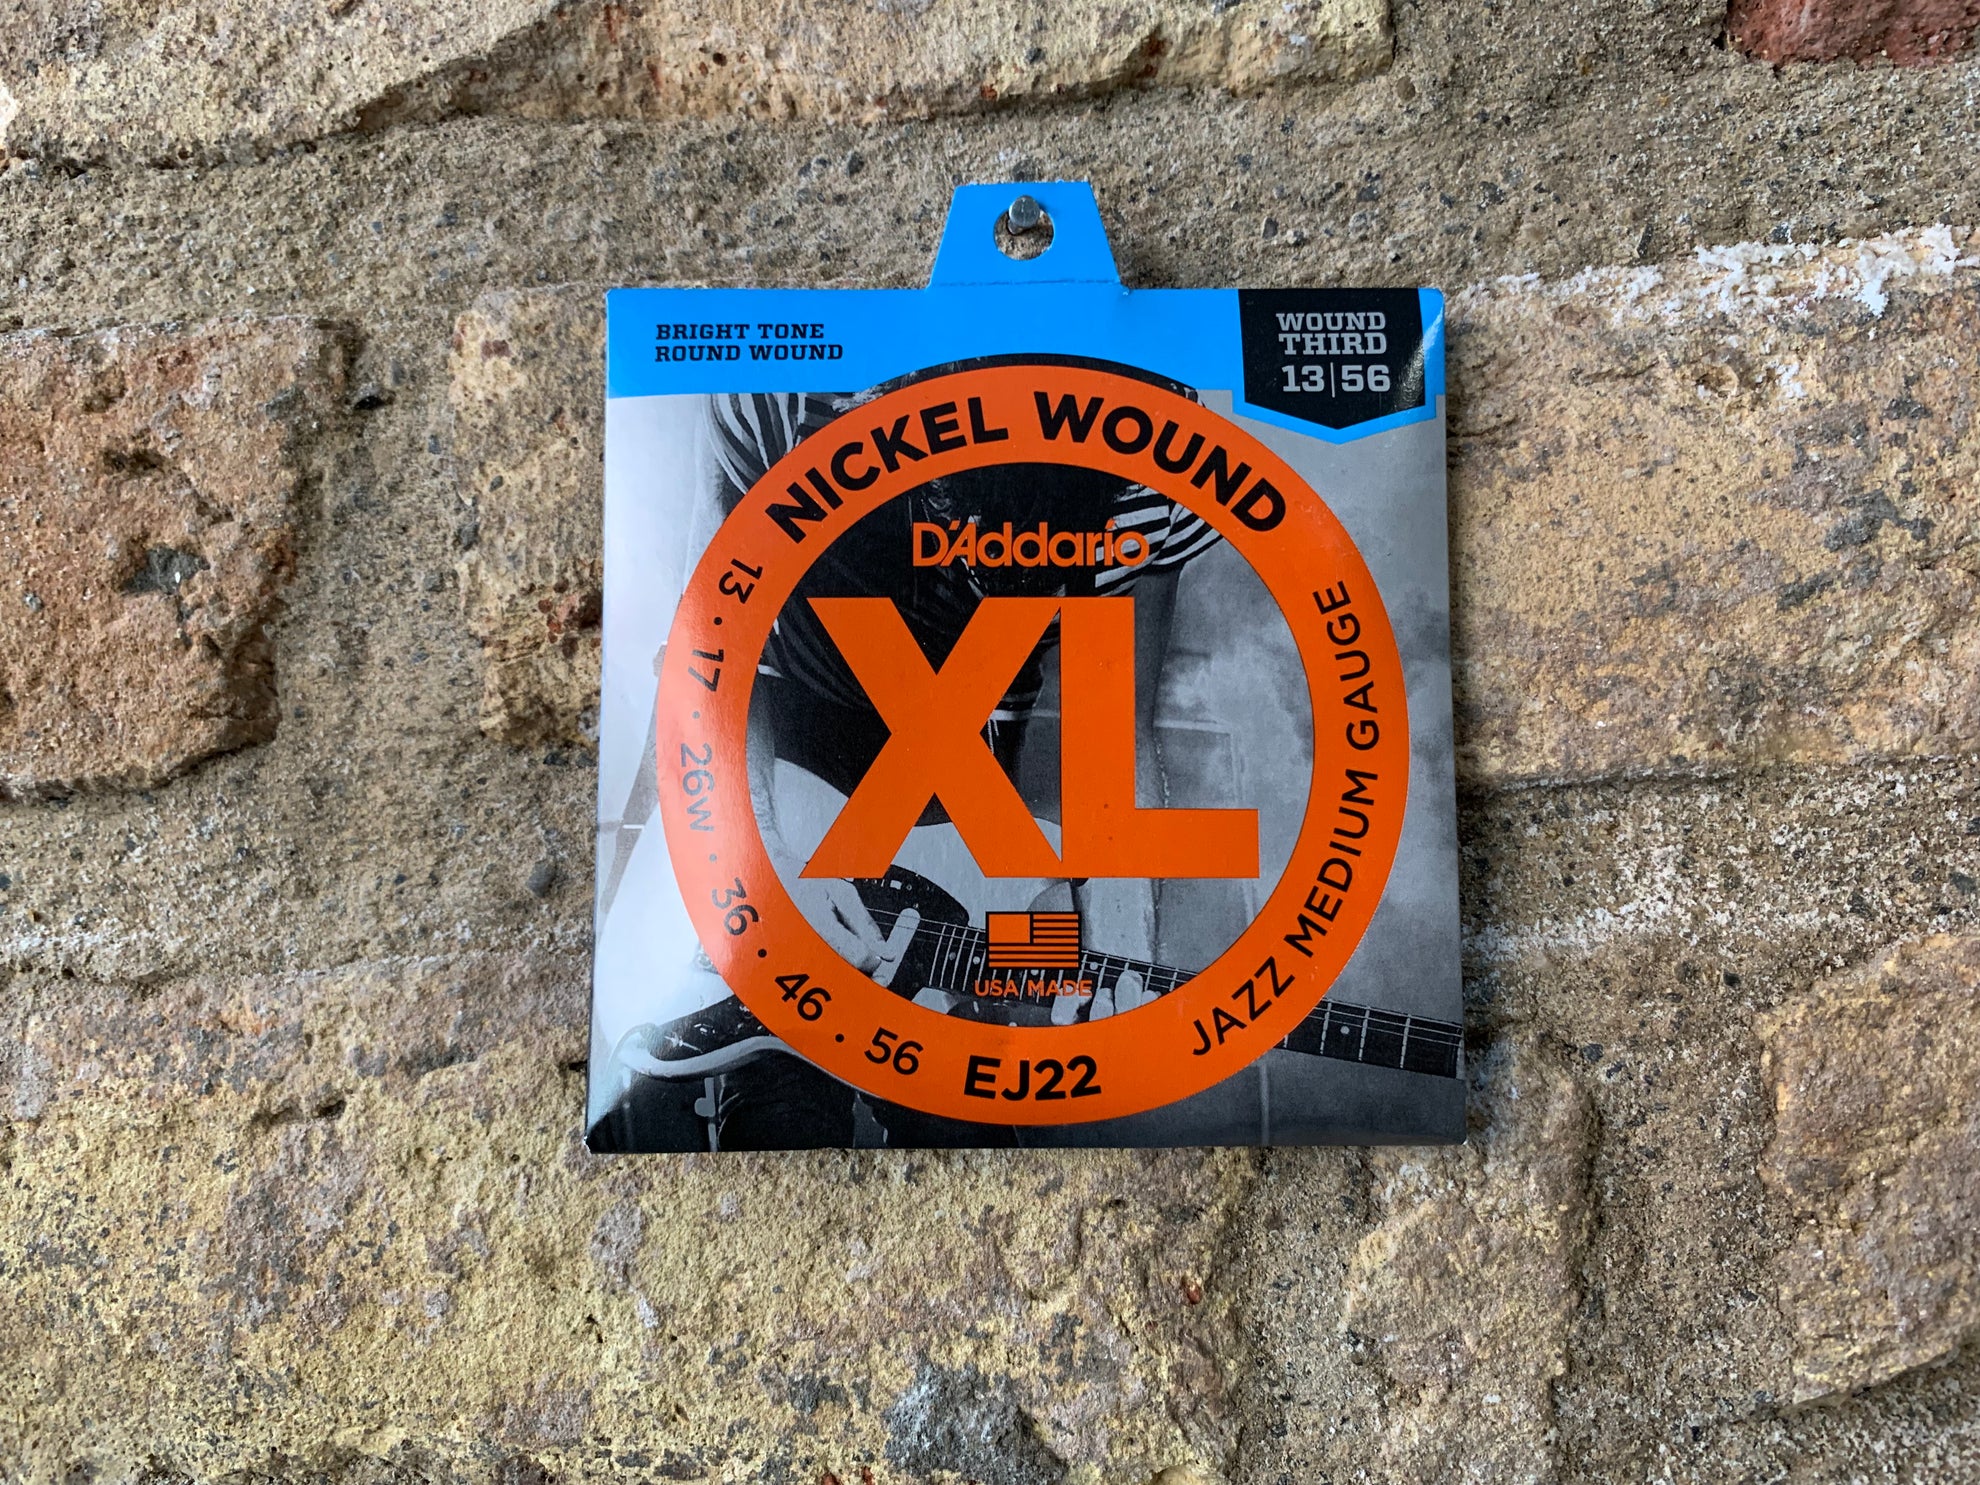 BRIGHT TONE
ROUND WOUND
WOUND
THIRD
13|56
NICKEL WOUND
D'Addario
XL
USA MADE
13 · 17 · 26w · 36 · 46 · 56
EJ22
JAZZ MEDIUM GAUGE